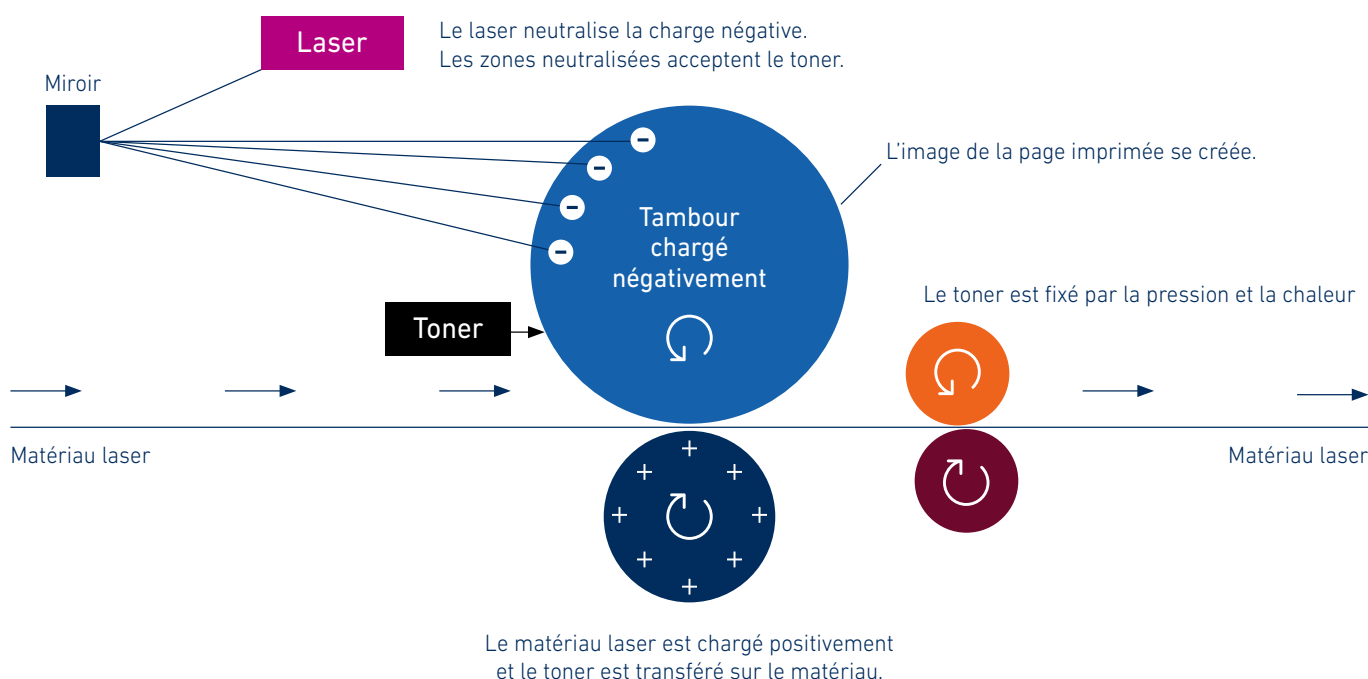 Laser
Le laser neutralise la charge négative.
Les zones neutralisées acceptent le toner.
Miroir
L'image de la page imprimée se créée.
Tambour
chargé
négativement
Le toner est fixé par la pression et la chaleur
Toner
Matériau laser
Matériau laser
Le matériau laser est chargé positivement
et le toner est transféré sur le matériau.